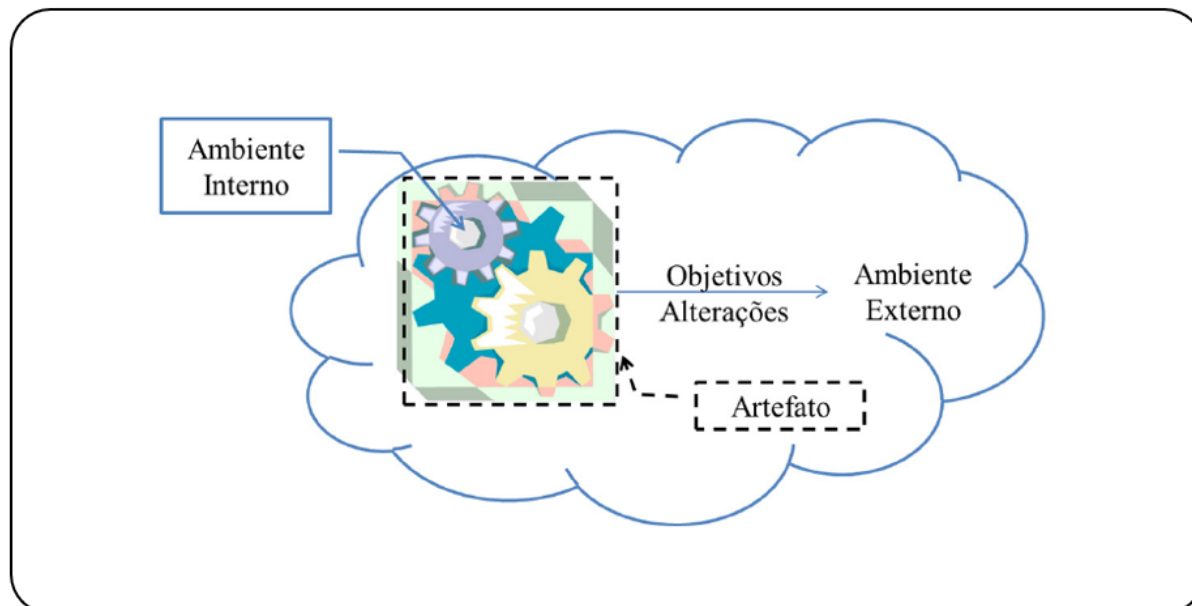 Ambiente
Interno
Objetivos
Alterações
Ambiente
Externo
Artefato